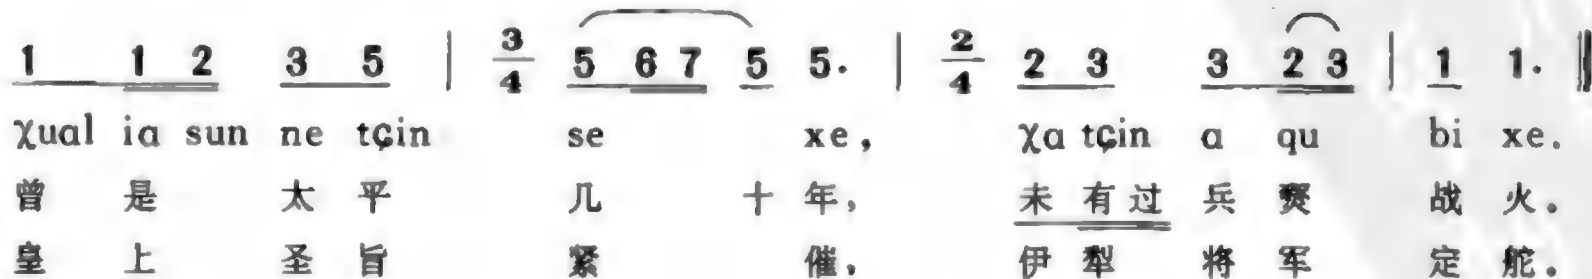 1 1 2 3 5 | 3/4 5 6 7 5 5. | 2/4 2 3 3 2 3 | 1 1. ‖
χual iɑ sun ne tɕin se xe, χɑ tɕin ɑ qu bi xe.
曾 是 太 平 几 十 年, 未 有 过 兵 燹 战 火。
皇 上 圣 旨 紧 催, 伊 犁 将 军 定 舵。